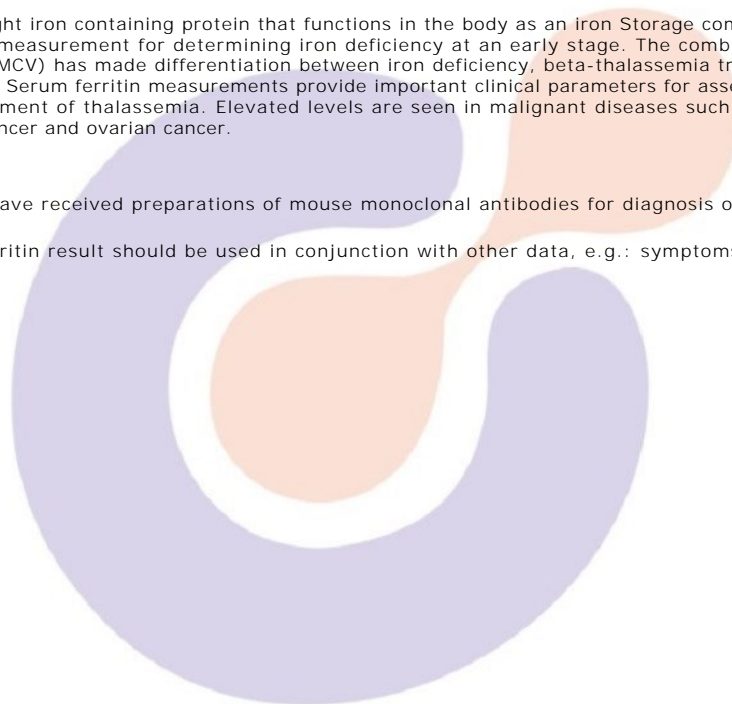 ght iron containing protein that functions in the body as an iron Storage con
measurement for determining iron deficiency at an early stage. The comb
MCV) has made differentiation between iron deficiency, beta-thalassemia tr
Serum ferritin measurements provide important clinical parameters for asse
ment of thalassemia. Elevated levels are seen in malignant diseases such
ncer and ovarian cancer.
ave received preparations of mouse monoclonal antibodies for diagnosis o
rritin result should be used in conjunction with other data, e.g.: symptoms